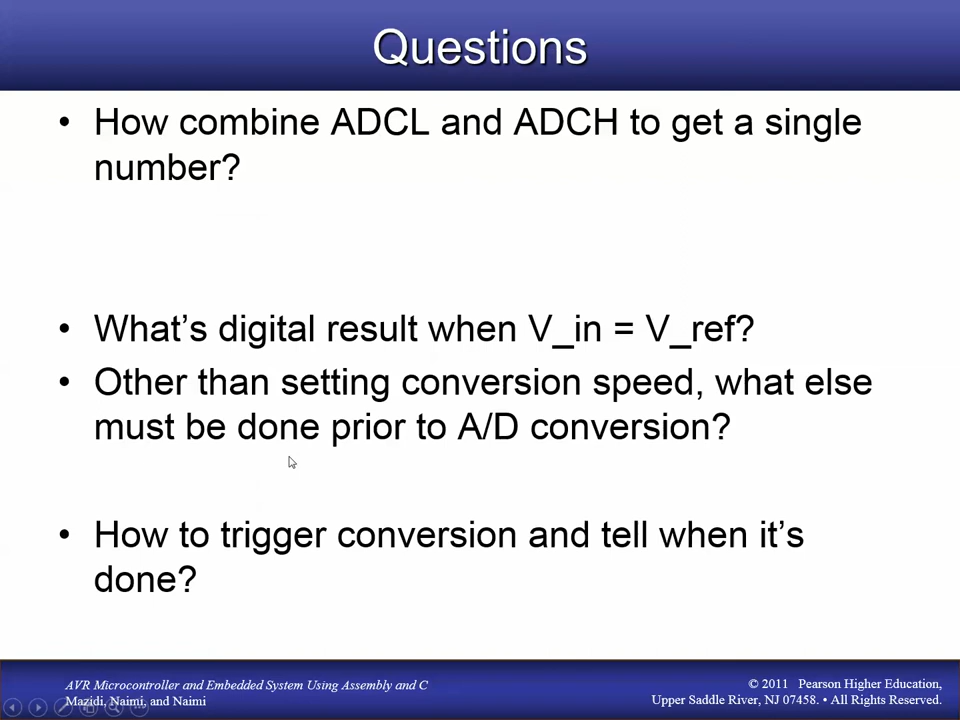 Questions
• How combine ADCL and ADCH to get a single
number?
• What's digital result when V_in = V_ref?
• Other than setting conversion speed, what else
must be done prior to A/D conversion?
• How to trigger conversion and tell when it's
done?
AVR Microcontroller and Embedded System Using Assembly and C
Mazidi, Naimi, and Naimi
© 2011 Pearson Higher Education,
Upper Saddle River, NJ 07458. • All Rights Reserved.